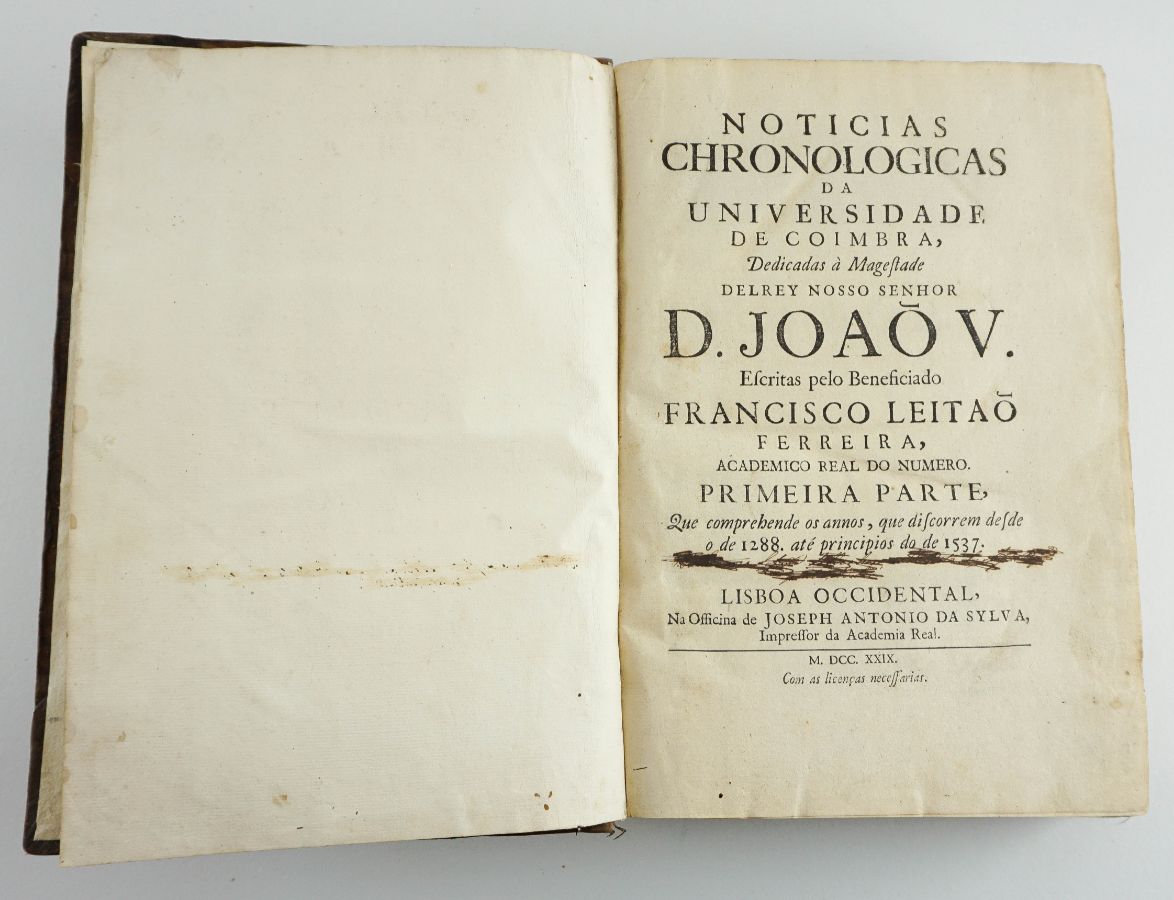 NOTICIAS
CHRONOLOGICAS
DA
UNIVERSIDADE
DE COIMBRA,
Dedicadas à Mageſtade
DELREY NOSSO SENHOR
D. JOAÕ V.
Eſcritas pelo Beneficiado
FRANCISCO LEITAÕ
FERREIRA,
ACADEMICO REAL DO NUMERO.
PRIMEIRA PARTE,
Que comprehende os annos, que diſcorrem deſde
o de 1288. até principios do de 1537.
LISBOA OCCIDENTAL,
Na Officina de JOSEPH ANTONIO DA SYLVA,
Impreſſor da Academia Real.
M. DCC. XXIX.
Com as licenças neceſſarias.